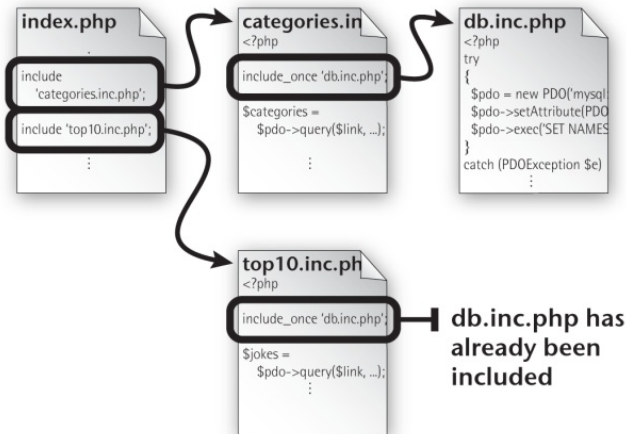 index.php
.
include
'categories.inc.php';
include 'top10.inc.php';
⋮
categories.in
<?php
include_once 'db.inc.php';
$categories =
$pdo->query($link, ...);
⋮
db.inc.php
<?php
try
{
$pdo = new PDO('mysql:
$pdo->setAttribute(PDO
$pdo->exec('SET NAMES
}
catch (PDOException $e)
⋮
top10.inc.ph
<?php
include_once 'db.inc.php';
$jokes =
$pdo->query($link, ...);
⋮
db.inc.php has
already been
included